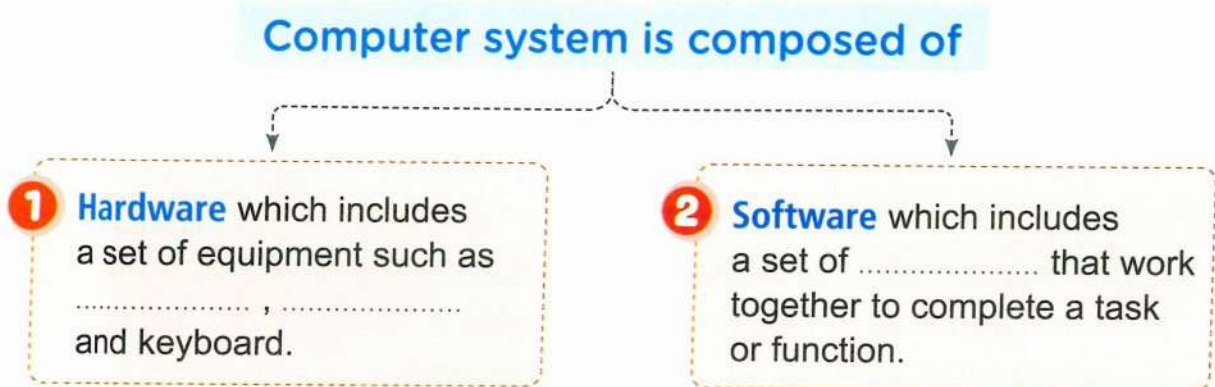 Computer system is composed of
1 Hardware which includes
a set of equipment such as
..................... , ......................
and keyboard.
2 Software which includes
a set of ...................... that work
together to complete a task
or function.